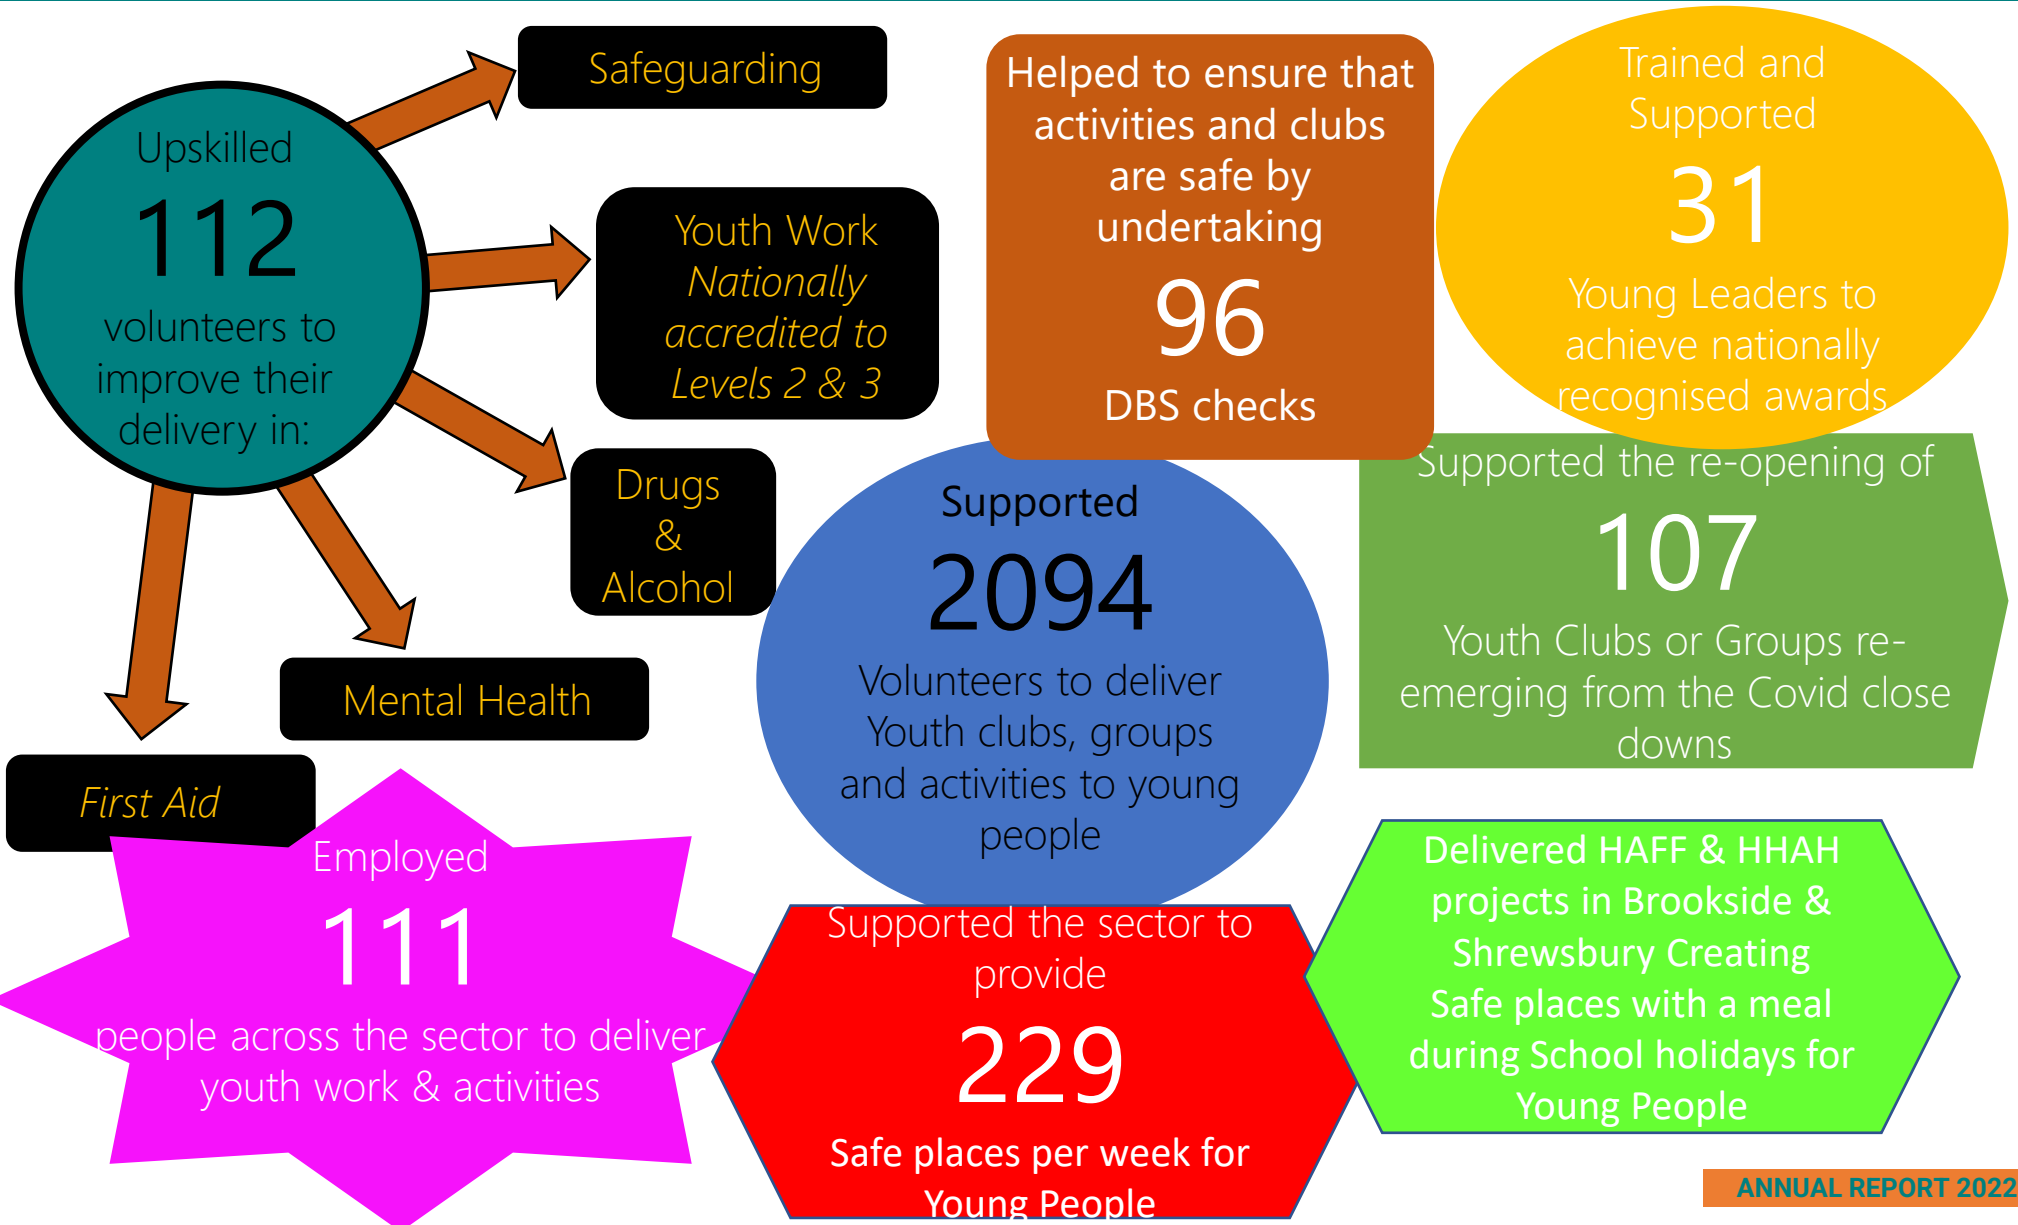 Upskilled
112
volunteers to
improve their
delivery in:
Safeguarding
Youth Work
Nationally
accredited to
Levels 2 & 3
Drugs
&
Alcohol
Mental Health
First Aid
Helped to ensure that
activities and clubs
are safe by
undertaking
96
DBS checks
Trained and
Supported
31
Young Leaders to
achieve nationally
recognised awards
Supported
2094
Volunteers to deliver
Youth clubs, groups
and activities to young
people
Supported the re-opening of
107
Youth Clubs or Groups re-
emerging from the Covid close
downs
Employed
111
people across the sector to deliver
youth work & activities
Supported the sector to
provide
229
Safe places per week for
Young People
Delivered HAFF & HHAH
projects in Brookside &
Shrewsbury Creating
Safe places with a meal
during School holidays for
Young People
ANNUAL REPORT 2022